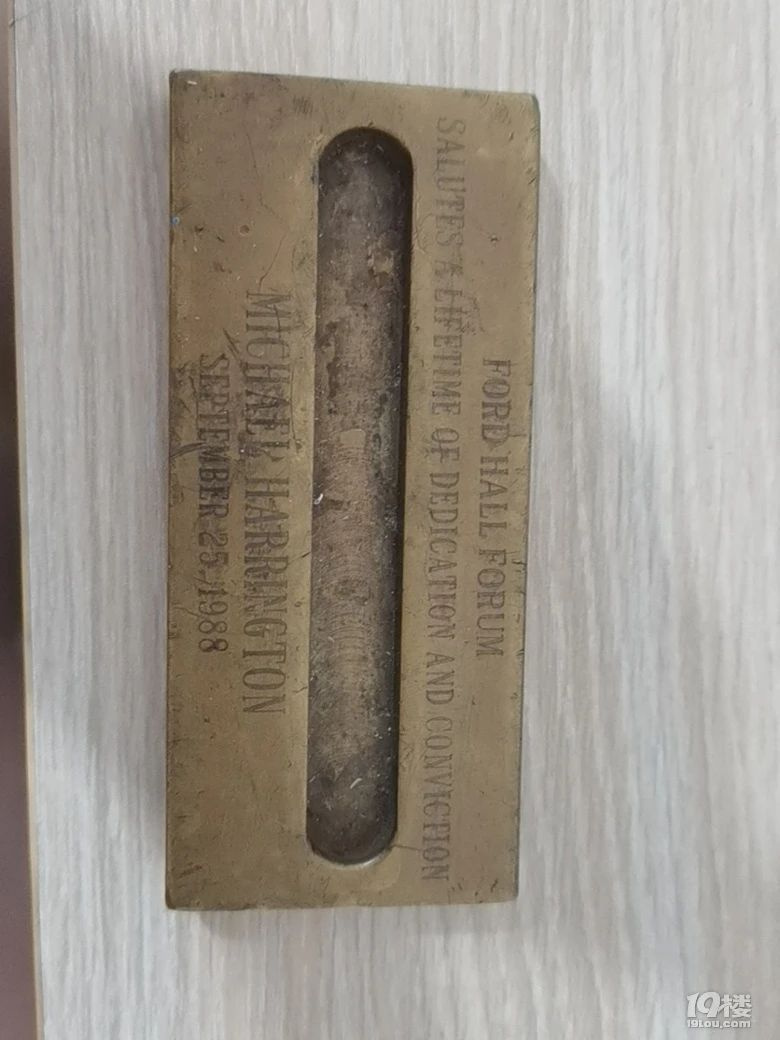 FORD HALL FORUM
SALUTES A LIFETIME OF DEDICATION AND CONVICTION
MICHAEL HARRINGTON
SEPTEMBER 25, 1988
19楼
19lou.com